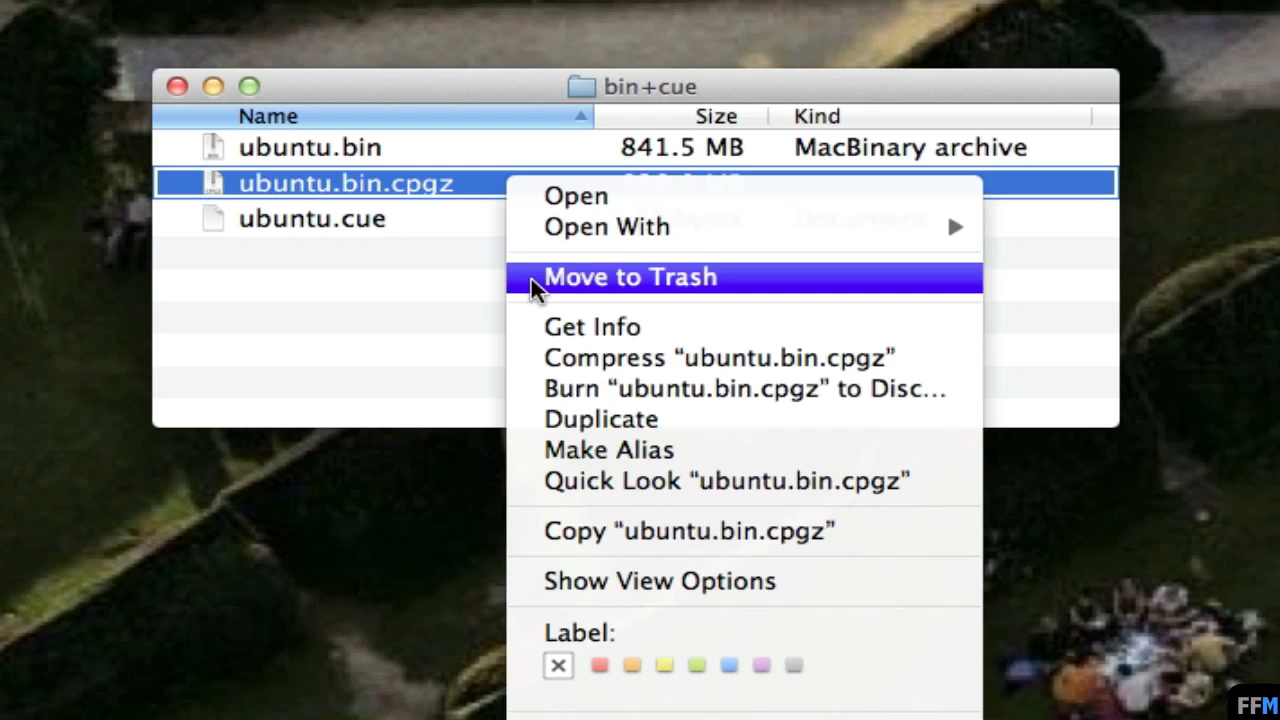 bin+cue
Name Size Kind
ubuntu.bin 841.5 MB MacBinary archive
ubuntu.bin.cpgz
ubuntu.cue
Open
Open With
Move to Trash
Get Info
Compress “ubuntu.bin.cpgz”
Burn “ubuntu.bin.cpgz” to Disc...
Duplicate
Make Alias
Quick Look “ubuntu.bin.cpgz”
Copy “ubuntu.bin.cpgz”
Show View Options
Label:
FFM